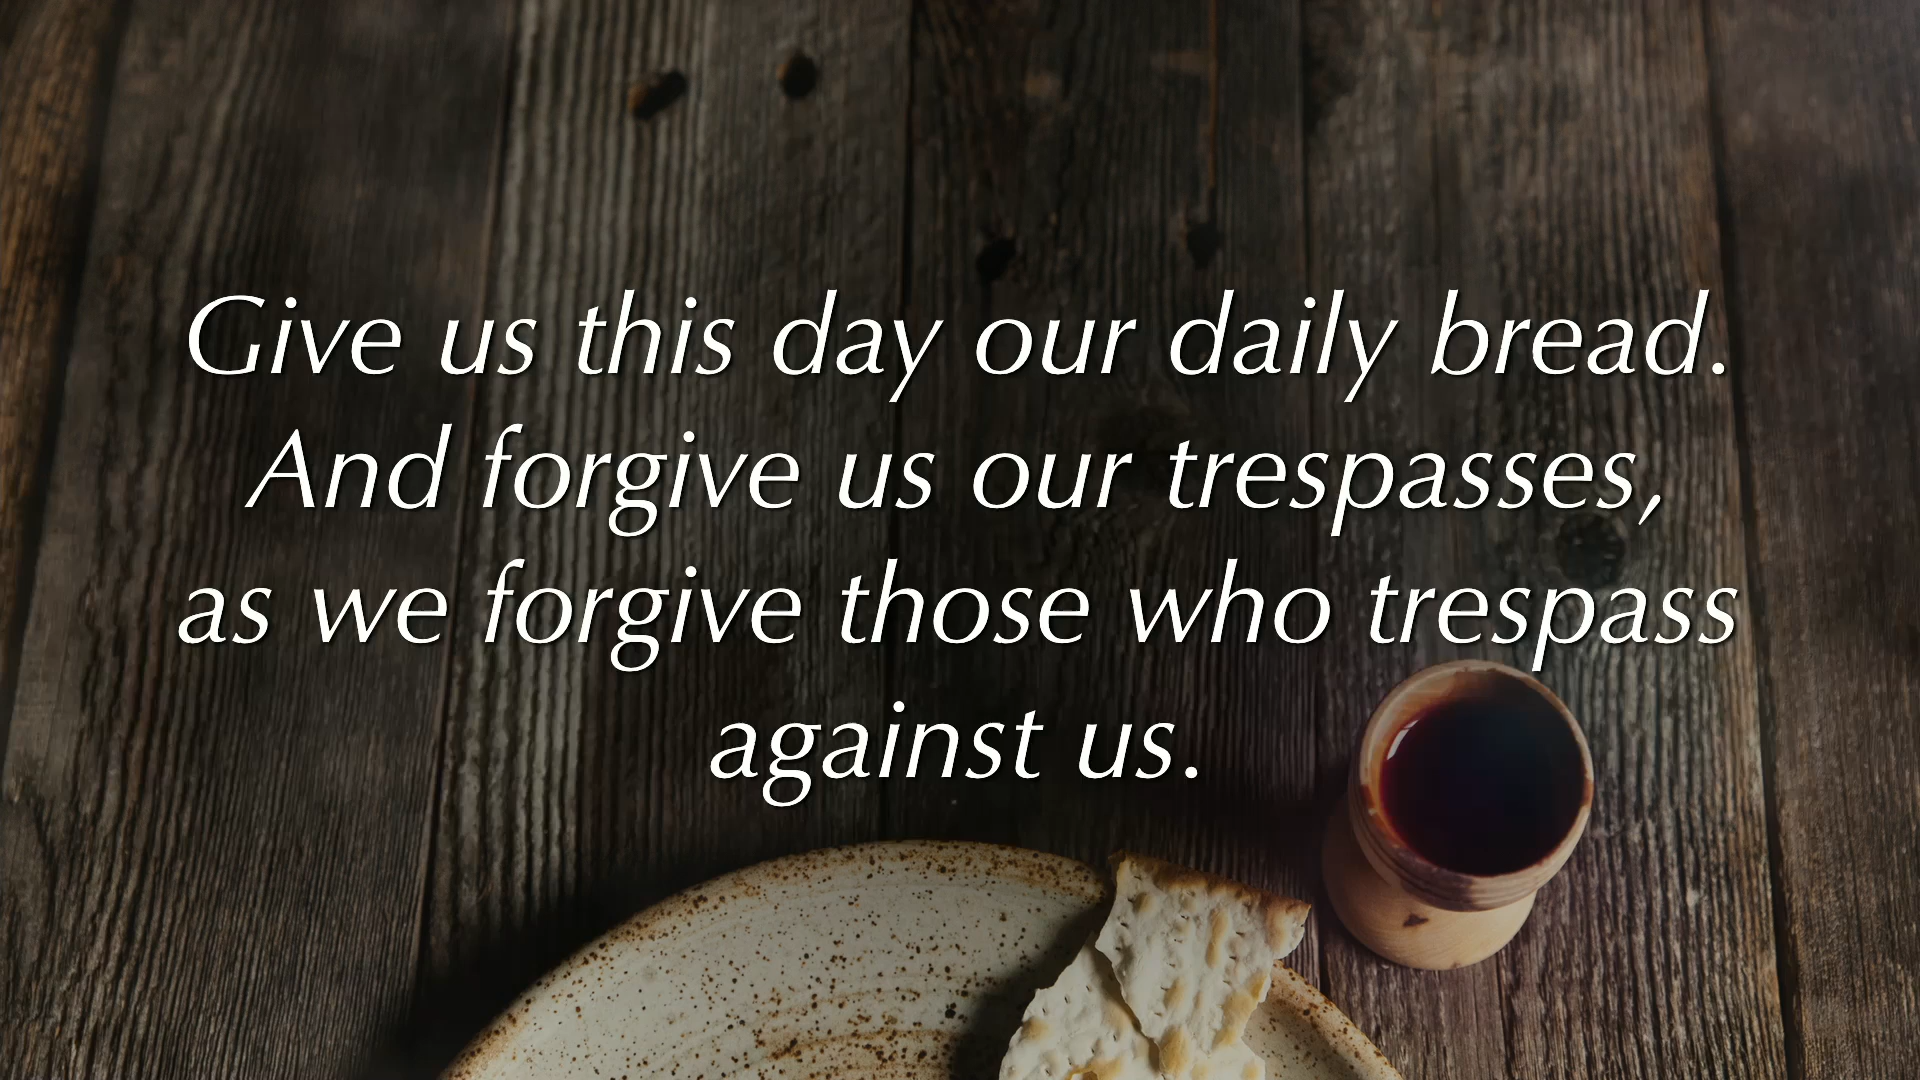 Give us this day our daily bread.
And forgive us our trespasses,
as we forgive those who trespass
against us.